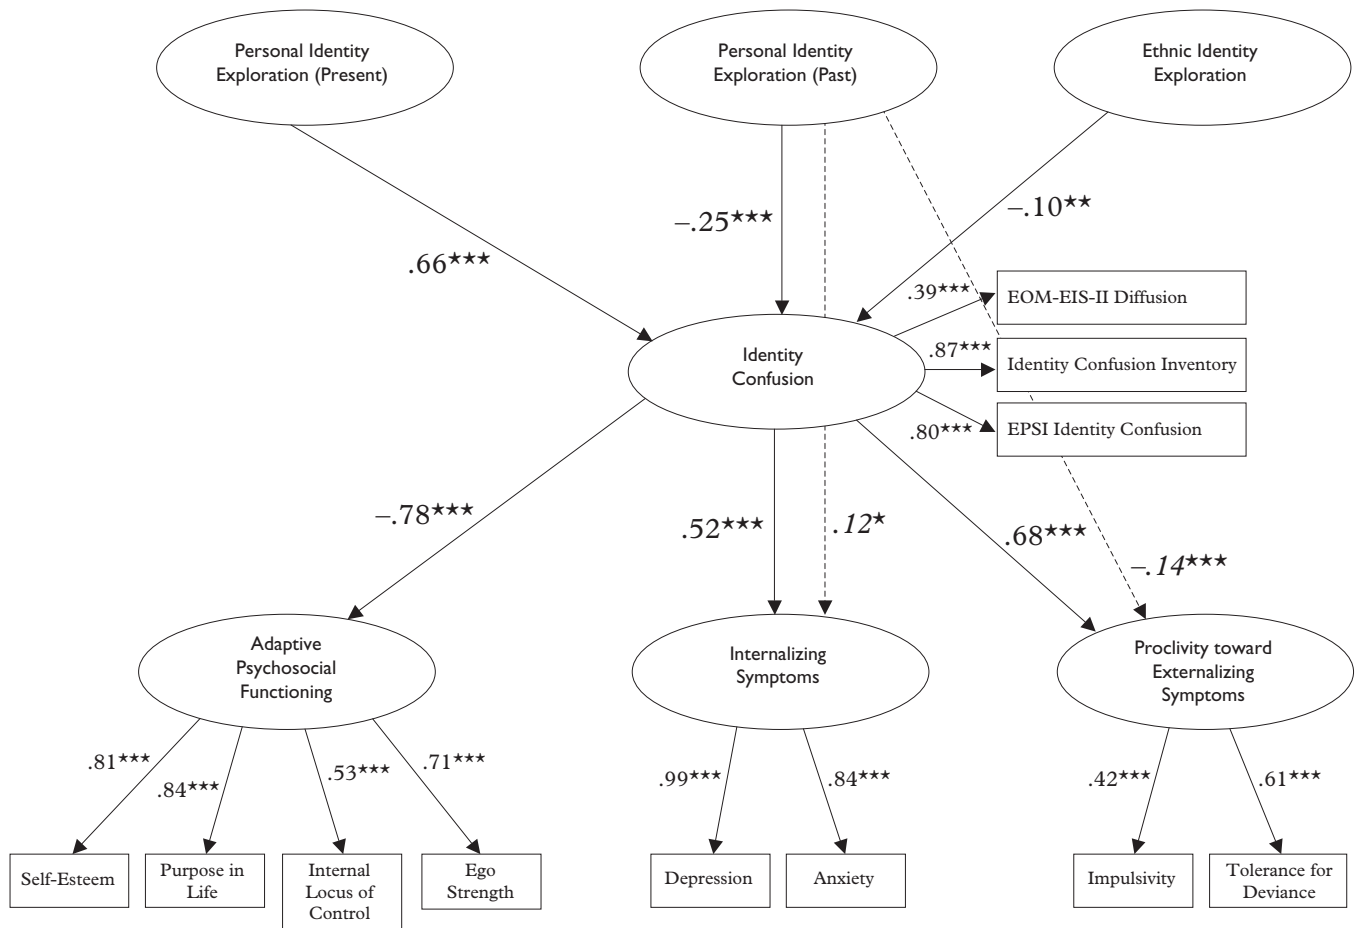 Personal Identity
Exploration (Present)
Personal Identity
Exploration (Past)
Ethnic Identity
Exploration
–.25★★★
–.10★★
.66★★★
.39★★★
EOM-EIS-II Diffusion
.87★★★
Identity Confusion Inventory
Identity
Confusion
.80★★★
EPSI Identity Confusion
–.78★★★
.52★★★
.12★
.68★★★
–.14★★★
Adaptive
Psychosocial
Functioning
Internalizing
Symptoms
Proclivity toward
Externalizing
Symptoms
.81★★★
.84★★★
.53★★★
.71★★★
.99★★★
.84★★★
.42★★★
.61★★★
Self-Esteem
Purpose in
Life
Internal
Locus of
Control
Ego
Strength
Depression
Anxiety
Impulsivity
Tolerance for
Deviance